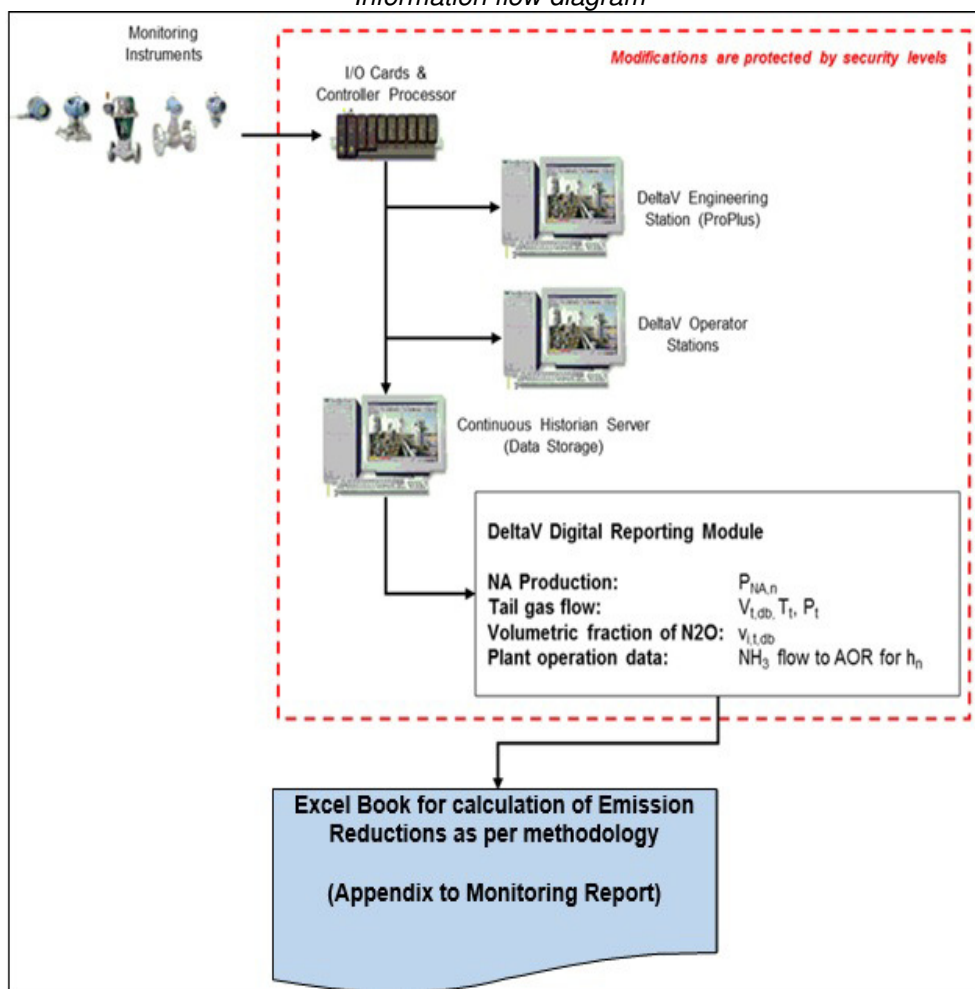 Information flow diagram
Monitoring
Instruments
Modifications are protected by security levels
I/O Cards &
Controller Processor
DeltaV Engineering
Station (ProPlus)
DeltaV Operator
Stations
Continuous Historian Server
(Data Storage)
DeltaV Digital Reporting Module
NA Production: P_NA,n
Tail gas flow: V_t,db, T_t, P_t
Volumetric fraction of N2O: v_i,t,db
Plant operation data: NH₃ flow to AOR for h_n
Excel Book for calculation of Emission
Reductions as per methodology
(Appendix to Monitoring Report)